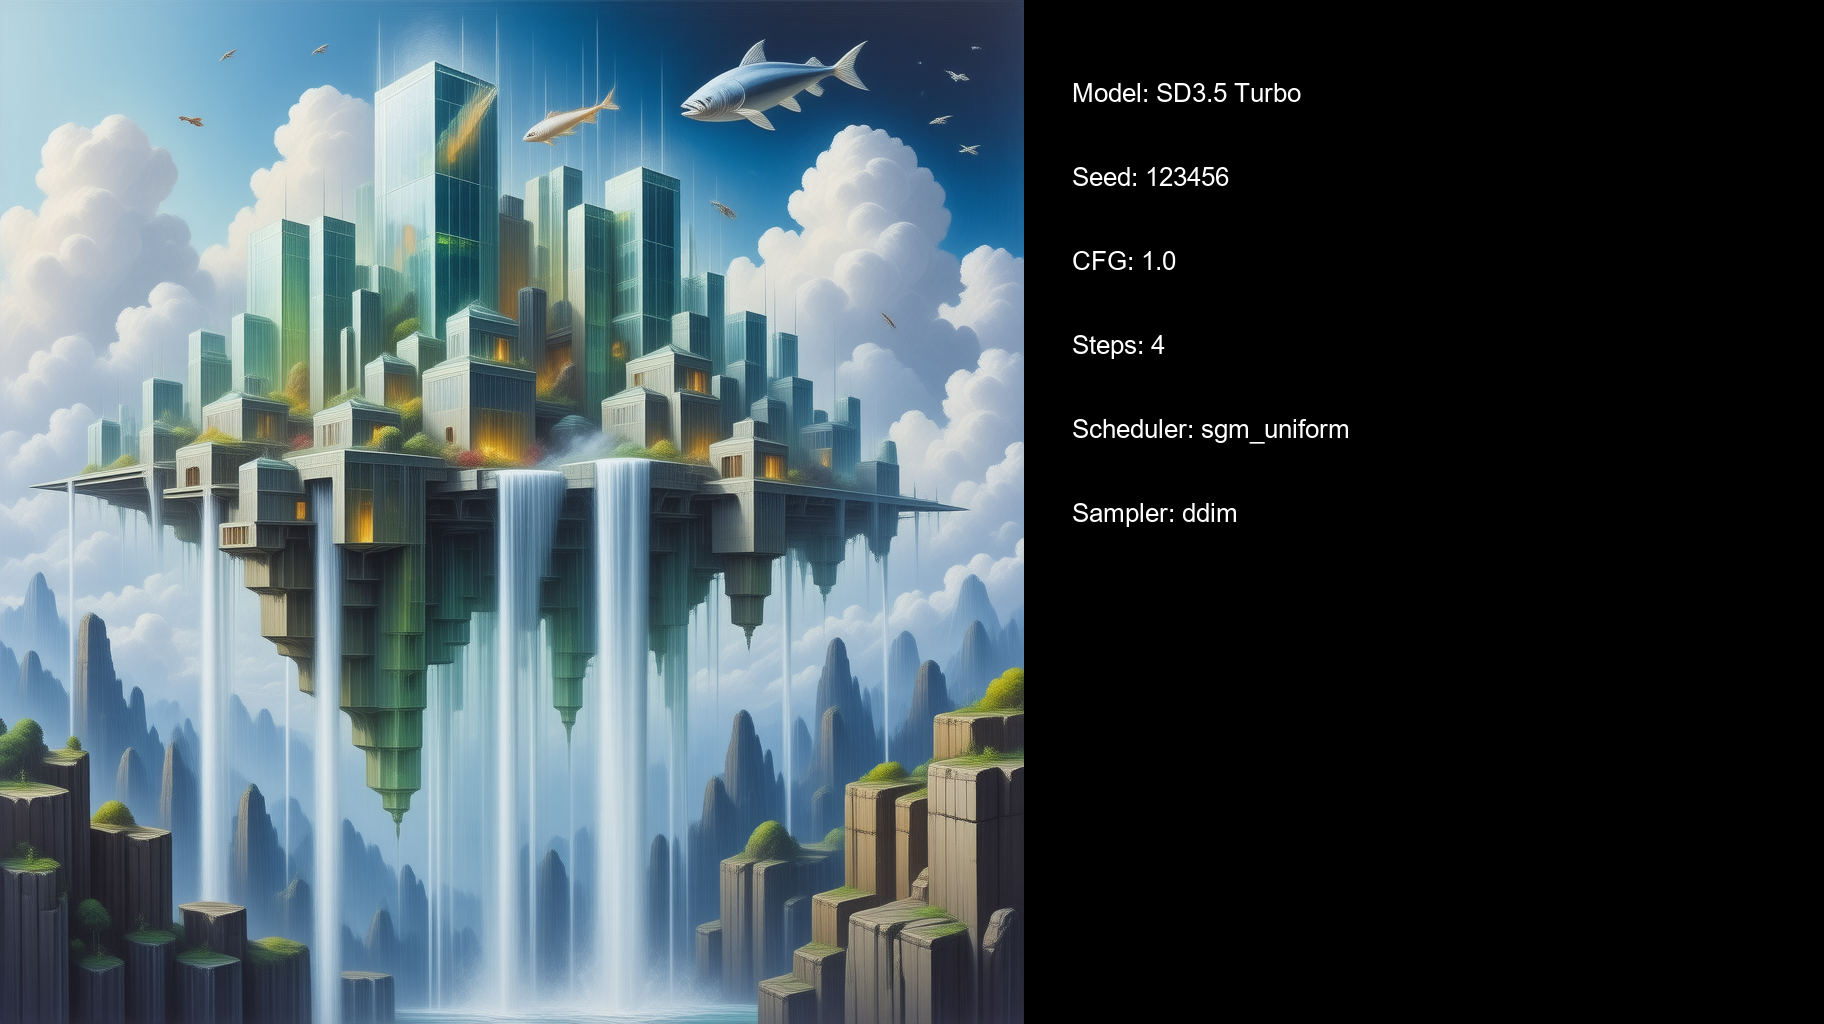 Model: SD3.5 Turbo
Seed: 123456
CFG: 1.0
Steps: 4
Scheduler: sgm_uniform
Sampler: ddim